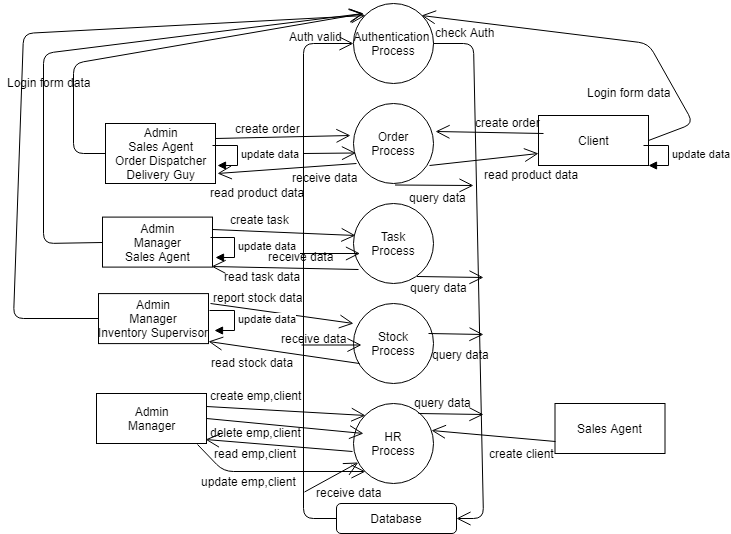 Auth valid
Authentication
Process
check Auth
Login form data
Login form data
Admin
Sales Agent
Order Dispatcher
Delivery Guy
create order
update data
receive data
read product data
Order
Process
create order
Client
update data
read product data
query data
Admin
Manager
Sales Agent
create task
update data
receive data
read task data
Task
Process
query data
Admin
Manager
Inventory Supervisor
report stock data
update data
receive data
read stock data
Stock
Process
query data
Admin
Manager
create emp,client
delete emp,client
read emp,client
update emp,client
receive data
HR
Process
query data
create client
Sales Agent
Database